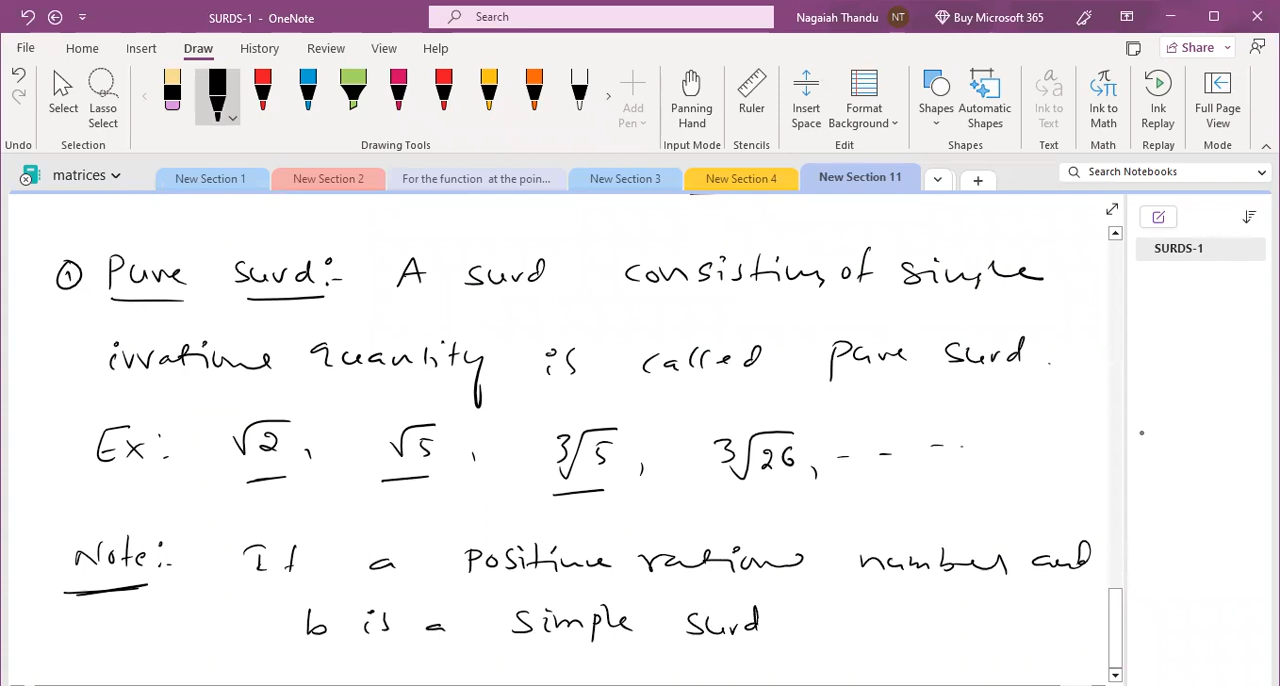 SURDS-1 - OneNote
Search
Nagaiah Thandu NT
Buy Microsoft 365
File Home Insert Draw History Review View Help
Share
Select
Lasso Select
Add Pen
Panning Hand
Ruler
Insert Space
Format Background
Shapes
Automatic Shapes
Ink to Text
Ink to Math
Ink Replay
Full Page View
Undo Selection Drawing Tools Input Mode Stencils Edit Shapes Text Math Replay Mode
matrices
New Section 1 New Section 2 For the function at the poin... New Section 3 New Section 4 New Section 11
Search Notebooks
SURDS-1
① Pure surd:- A surd consisting of simple
irrational quantity is called pure surd.
Ex: √2, √5, ³√5, ³√26, - - - ..
Note:- If a positive rational number and
b is a simple surd